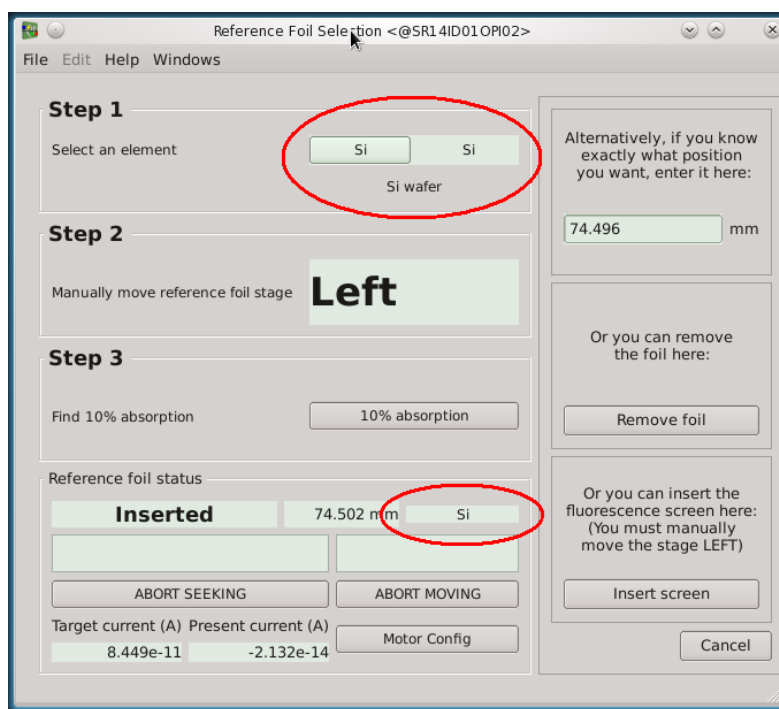 Reference Foil Selection <@SR14ID01OPI02>
File Edit Help Windows
Step 1
Select an element
Si
Si
Si wafer
Step 2
Manually move reference foil stage
Left
Step 3
Find 10% absorption
10% absorption
Reference foil status
Inserted
74.502 mm
Si
ABORT SEEKING
ABORT MOVING
Target current (A)
Present current (A)
8.449e-11
-2.132e-14
Motor Config
Alternatively, if you know
exactly what position
you want, enter it here:
74.496
mm
Or you can remove
the foil here:
Remove foil
Or you can insert the
fluorescence screen here:
(You must manually
move the stage LEFT)
Insert screen
Cancel